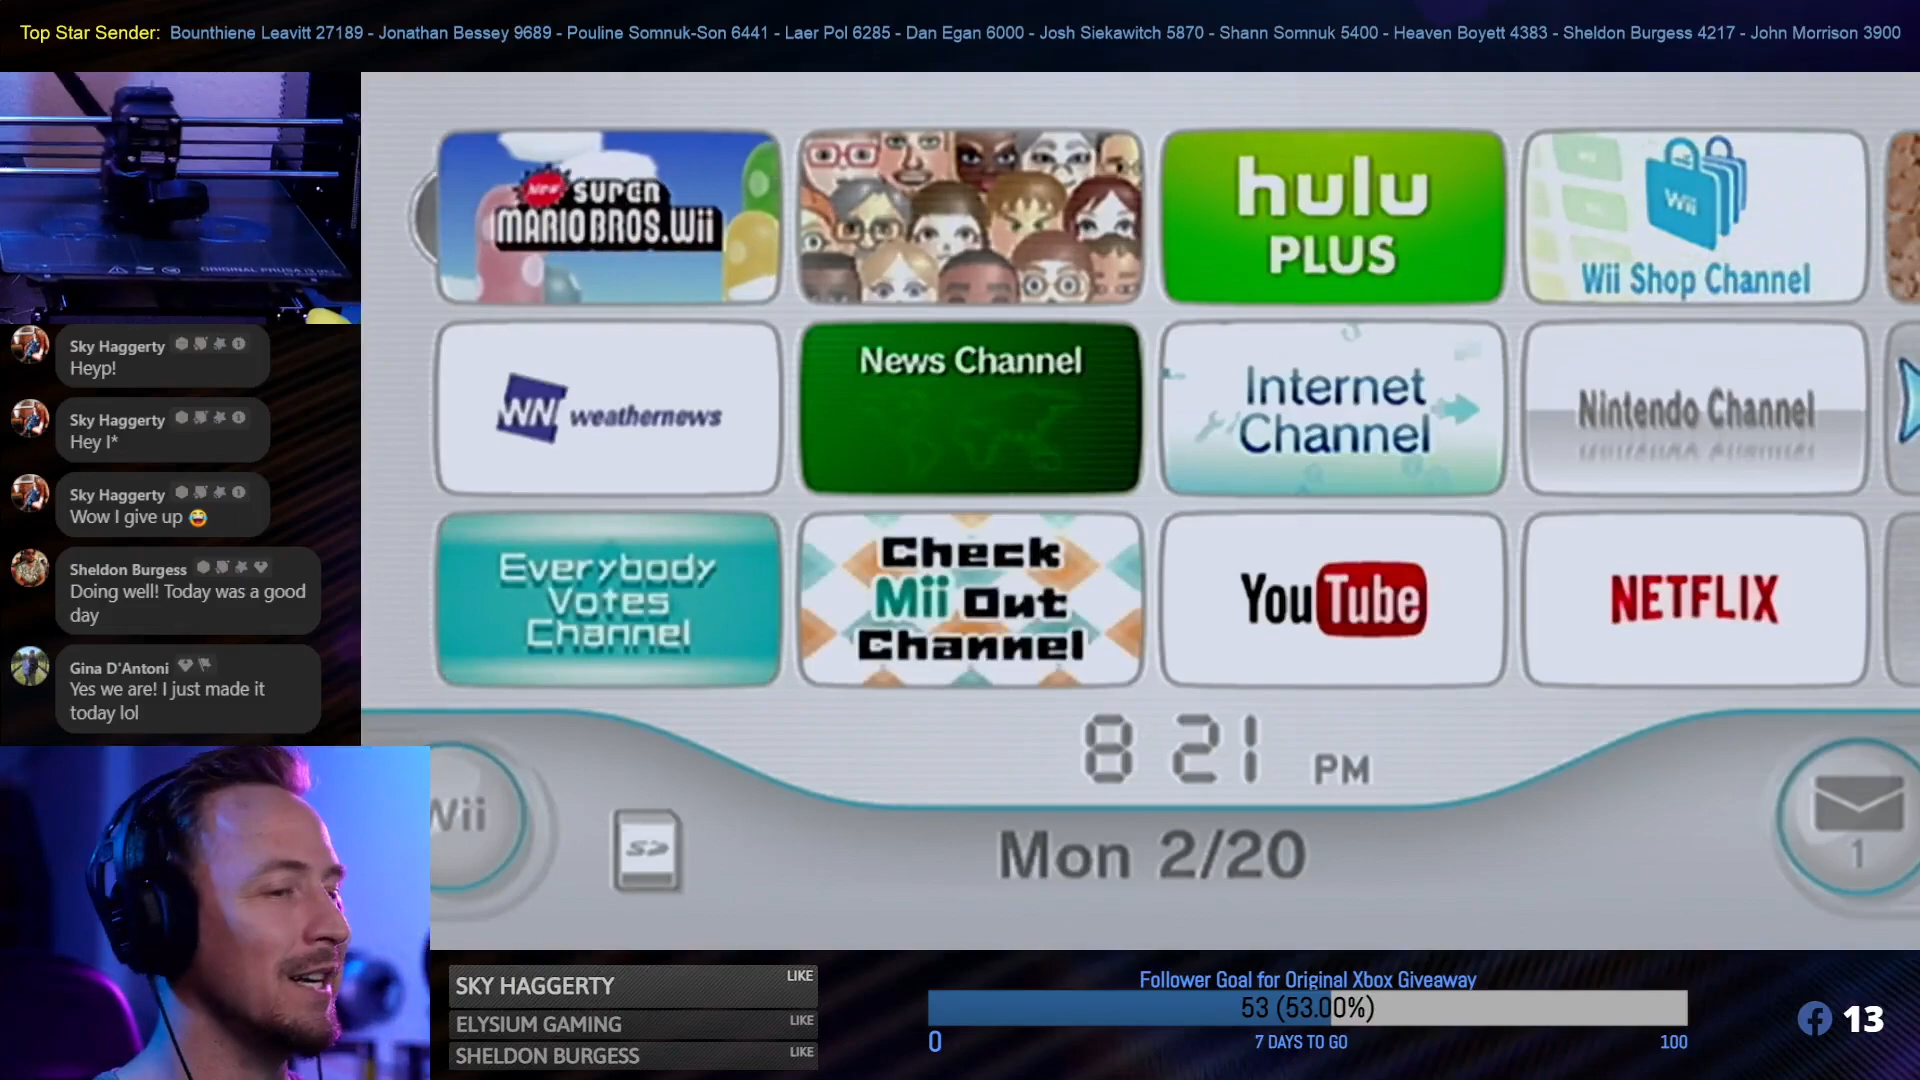 Top Star Sender: Bounthiene Leavitt 27189 - Jonathan Bessey 9689 - Pouline Somnuk-Son 6441 - Laer Pol 6285 - Dan Egan 6000 - Josh Siekawitch 5870 - Shann Somnuk 5400 - Heaven Boyett 4383 - Sheldon Burgess 4217 - John Morrison 3900
ORIGINAL PRUSA
Sky Haggerty
Heyp!
Sky Haggerty
Hey I*
Sky Haggerty
Wow I give up 😂
Sheldon Burgess
Doing well! Today was a good
day
Gina D'Antoni
Yes we are! I just made it
today lol
New SUPER
MARIO BROS. Wii
hulu
PLUS
Wii
Wii Shop Channel
WN weathernews
News Channel
Internet
Channel
Nintendo Channel
Everybody
Votes
Channel
Check
Mii Out
Channel
YouTube
NETFLIX
8 21 PM
Wii
SD
Mon 2/20
1
SKY HAGGERTY LIKE
ELYSIUM GAMING LIKE
SHELDON BURGESS LIKE
Follower Goal for Original Xbox Giveaway
53 (53.00%)
0 7 DAYS TO GO 100
13